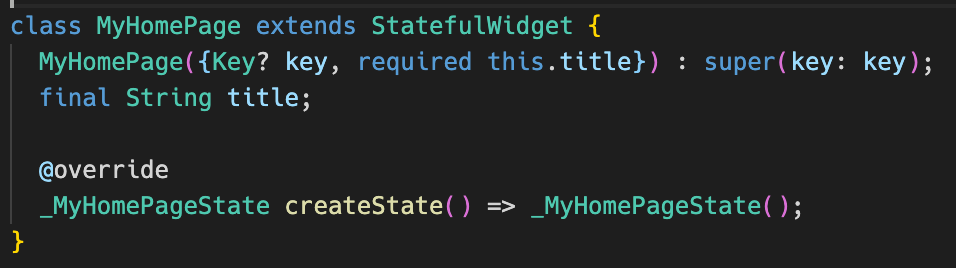 class MyHomePage extends StatefulWidget {
  MyHomePage({Key? key, required this.title}) : super(key: key);
  final String title;

  @override
  _MyHomePageState createState() => _MyHomePageState();
}